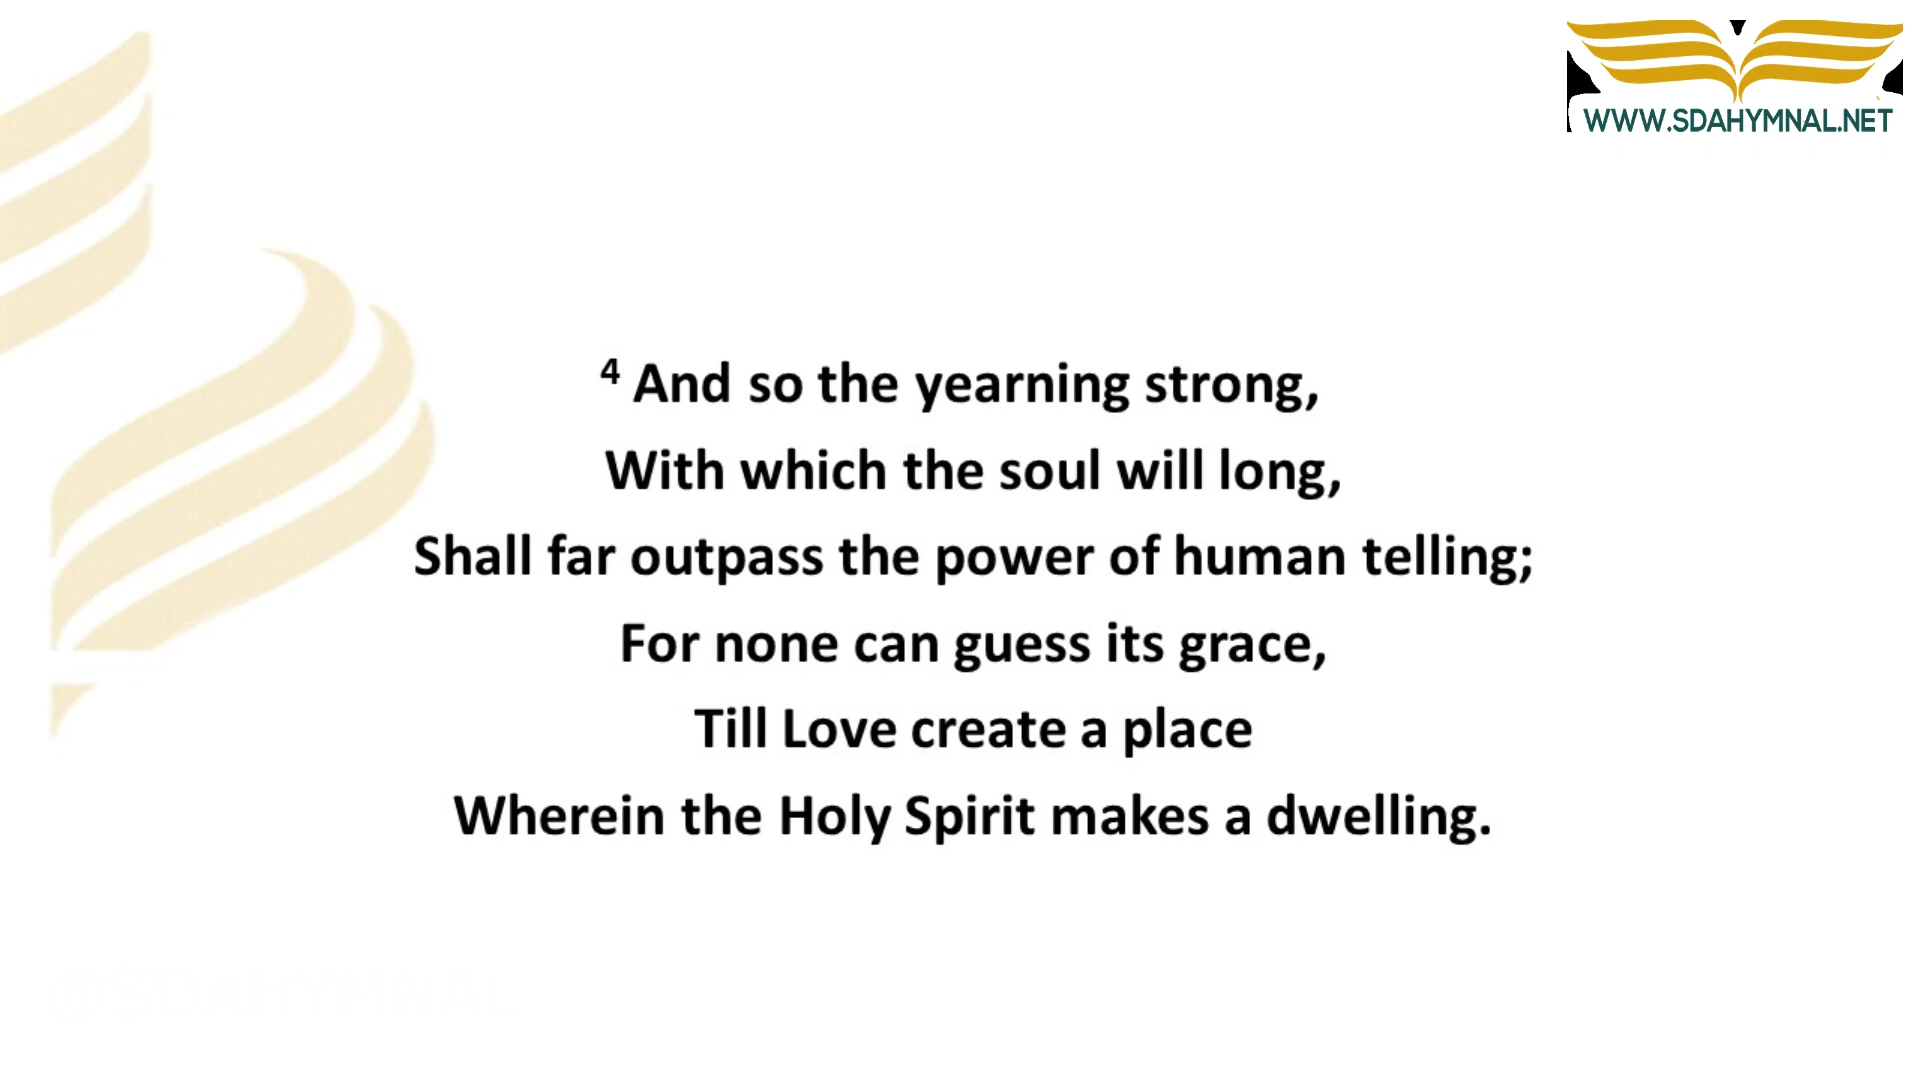 WWW.SDAHYMNAL.NET
4 And so the yearning strong,
With which the soul will long,
Shall far outpass the power of human telling;
For none can guess its grace,
Till Love create a place
Wherein the Holy Spirit makes a dwelling.